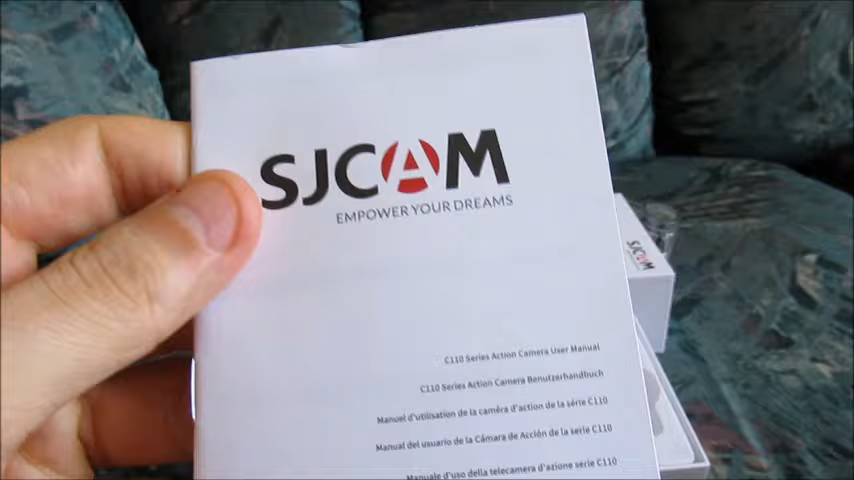 SJCAM
EMPOWER YOUR DREAMS
SJCAM
C110 Series Action Camera User Manual
C110 Series Action Camera Benutzerhandbuch
Manuel d'utilisation de la caméra d'action de la série C110
Manual del usuario de la Cámara de Acción de la serie C110
Manuale d'uso della telecamera d'azione serie C110